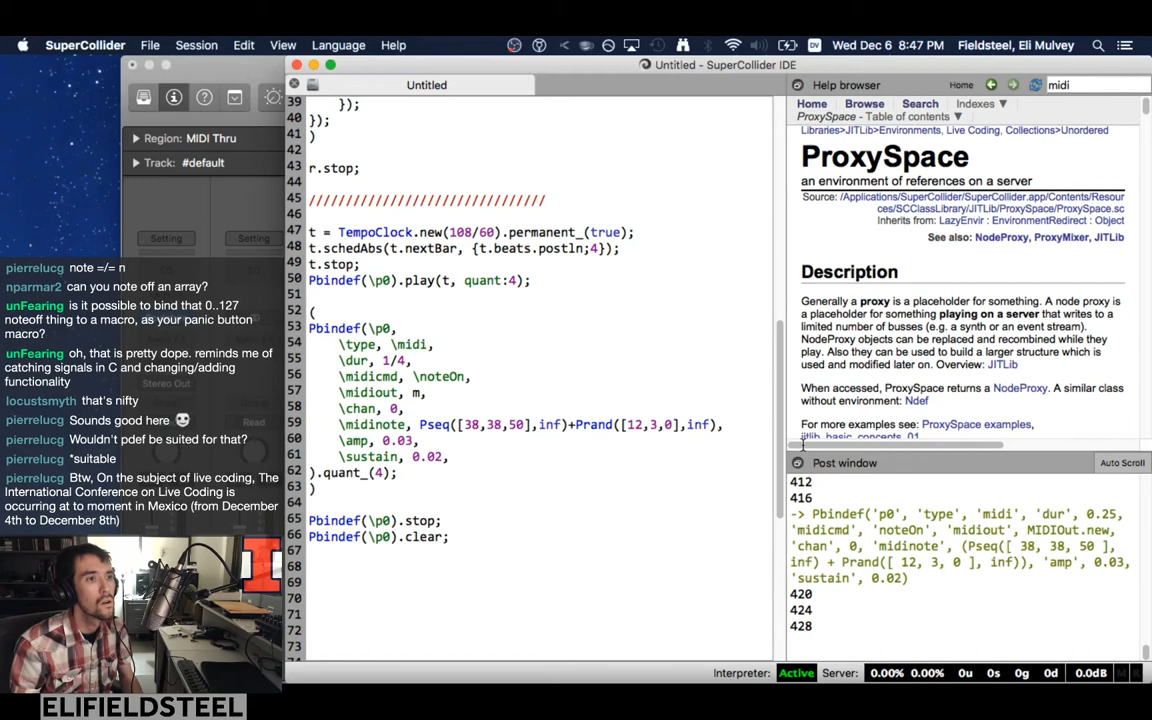 SuperCollider File Session Edit View Language Help
DV Wed Dec 6 8:47 PM Fieldsteel, Eli Mulvey
Region: MIDI Thru
Track: #default
Setting Setting
Stereo Out
Read
pierrelucg note =/= n
nparmar2 can you note off an array?
unFearing is it possible to bind that 0..127
noteoff thing to a macro, as your panic button
macro?
unFearing oh, that is pretty dope. reminds me of
catching signals in C and changing/adding
functionality
locustsmyth that's nifty
pierrelucg Sounds good here
pierrelucg Wouldn't pdef be suited for that?
pierrelucg *suitable
pierrelucg Btw, On the subject of live coding, The
International Conference on Live Coding is
occurring at to moment in Mexico (from December
4th to December 8th)
ELIFIELDSTEEL
Untitled - SuperCollider IDE
Untitled
39 });
40 });
41 )
42
43 r.stop;
44
45 ///////////////////////////////
46
47 t = TempoClock.new(108/60).permanent_(true);
48 t.schedAbs(t.nextBar, {t.beats.postln;4});
49 t.stop;
50 Pbindef(\p0).play(t, quant:4);
51
52 (
53 Pbindef(\p0,
54 \type, \midi,
55 \dur, 1/4,
56 \midicmd, \noteOn,
57 \midiout, m,
58 \chan, 0,
59 \midinote, Pseq([38,38,50],inf)+Prand([12,3,0],inf),
60 \amp, 0.03,
61 \sustain, 0.02,
62 ).quant_(4);
63 )
64
65 Pbindef(\p0).stop;
66 Pbindef(\p0).clear;
67
68
69
70
71
72
73
Help browser Home midi
Home Browse Search Indexes ▼
ProxySpace - Table of contents ▼
Libraries>JITLib>Environments, Live Coding, Collections>Unordered
ProxySpace
an environment of references on a server
Source: /Applications/SuperCollider/SuperCollider.app/Contents/Resour
ces/SCClassLibrary/JITLib/ProxySpace/ProxySpace.sc
Inherits from: LazyEnvir : EnvironmentRedirect : Object
See also: NodeProxy, ProxyMixer, JITLib
Description
Generally a proxy is a placeholder for something. A node proxy is
a placeholder for something playing on a server that writes to a
limited number of busses (e.g. a synth or an event stream).
NodeProxy objects can be replaced and recombined while they
play. Also they can be used to build a larger structure which is
used and modified later on. Overview: JITLib
When accessed, ProxySpace returns a NodeProxy. A similar class
without environment: Ndef
For more examples see: ProxySpace examples,
jitlib_basic_concepts_01
Post window Auto Scroll
412
416
-> Pbindef('p0', 'type', 'midi', 'dur', 0.25,
'midicmd', 'noteOn', 'midiout', MIDIOut.new,
'chan', 0, 'midinote', (Pseq([ 38, 38, 50 ],
inf) + Prand([ 12, 3, 0 ], inf)), 'amp', 0.03,
'sustain', 0.02)
420
424
428
Interpreter: Active Server: 0.00% 0.00% 0u 0s 0g 0d 0.0dB M R